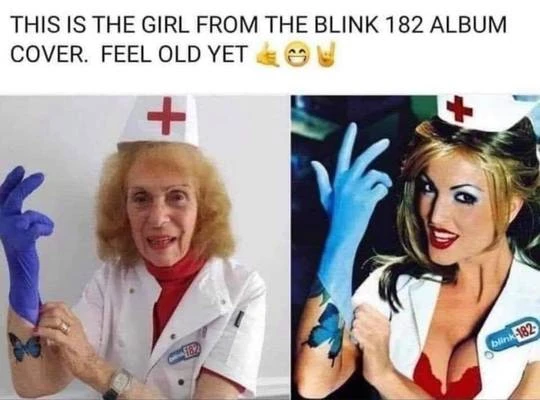 THIS IS THE GIRL FROM THE BLINK 182 ALBUM
COVER. FEEL OLD YET 🤙😁🤘
blink 182
blink 182